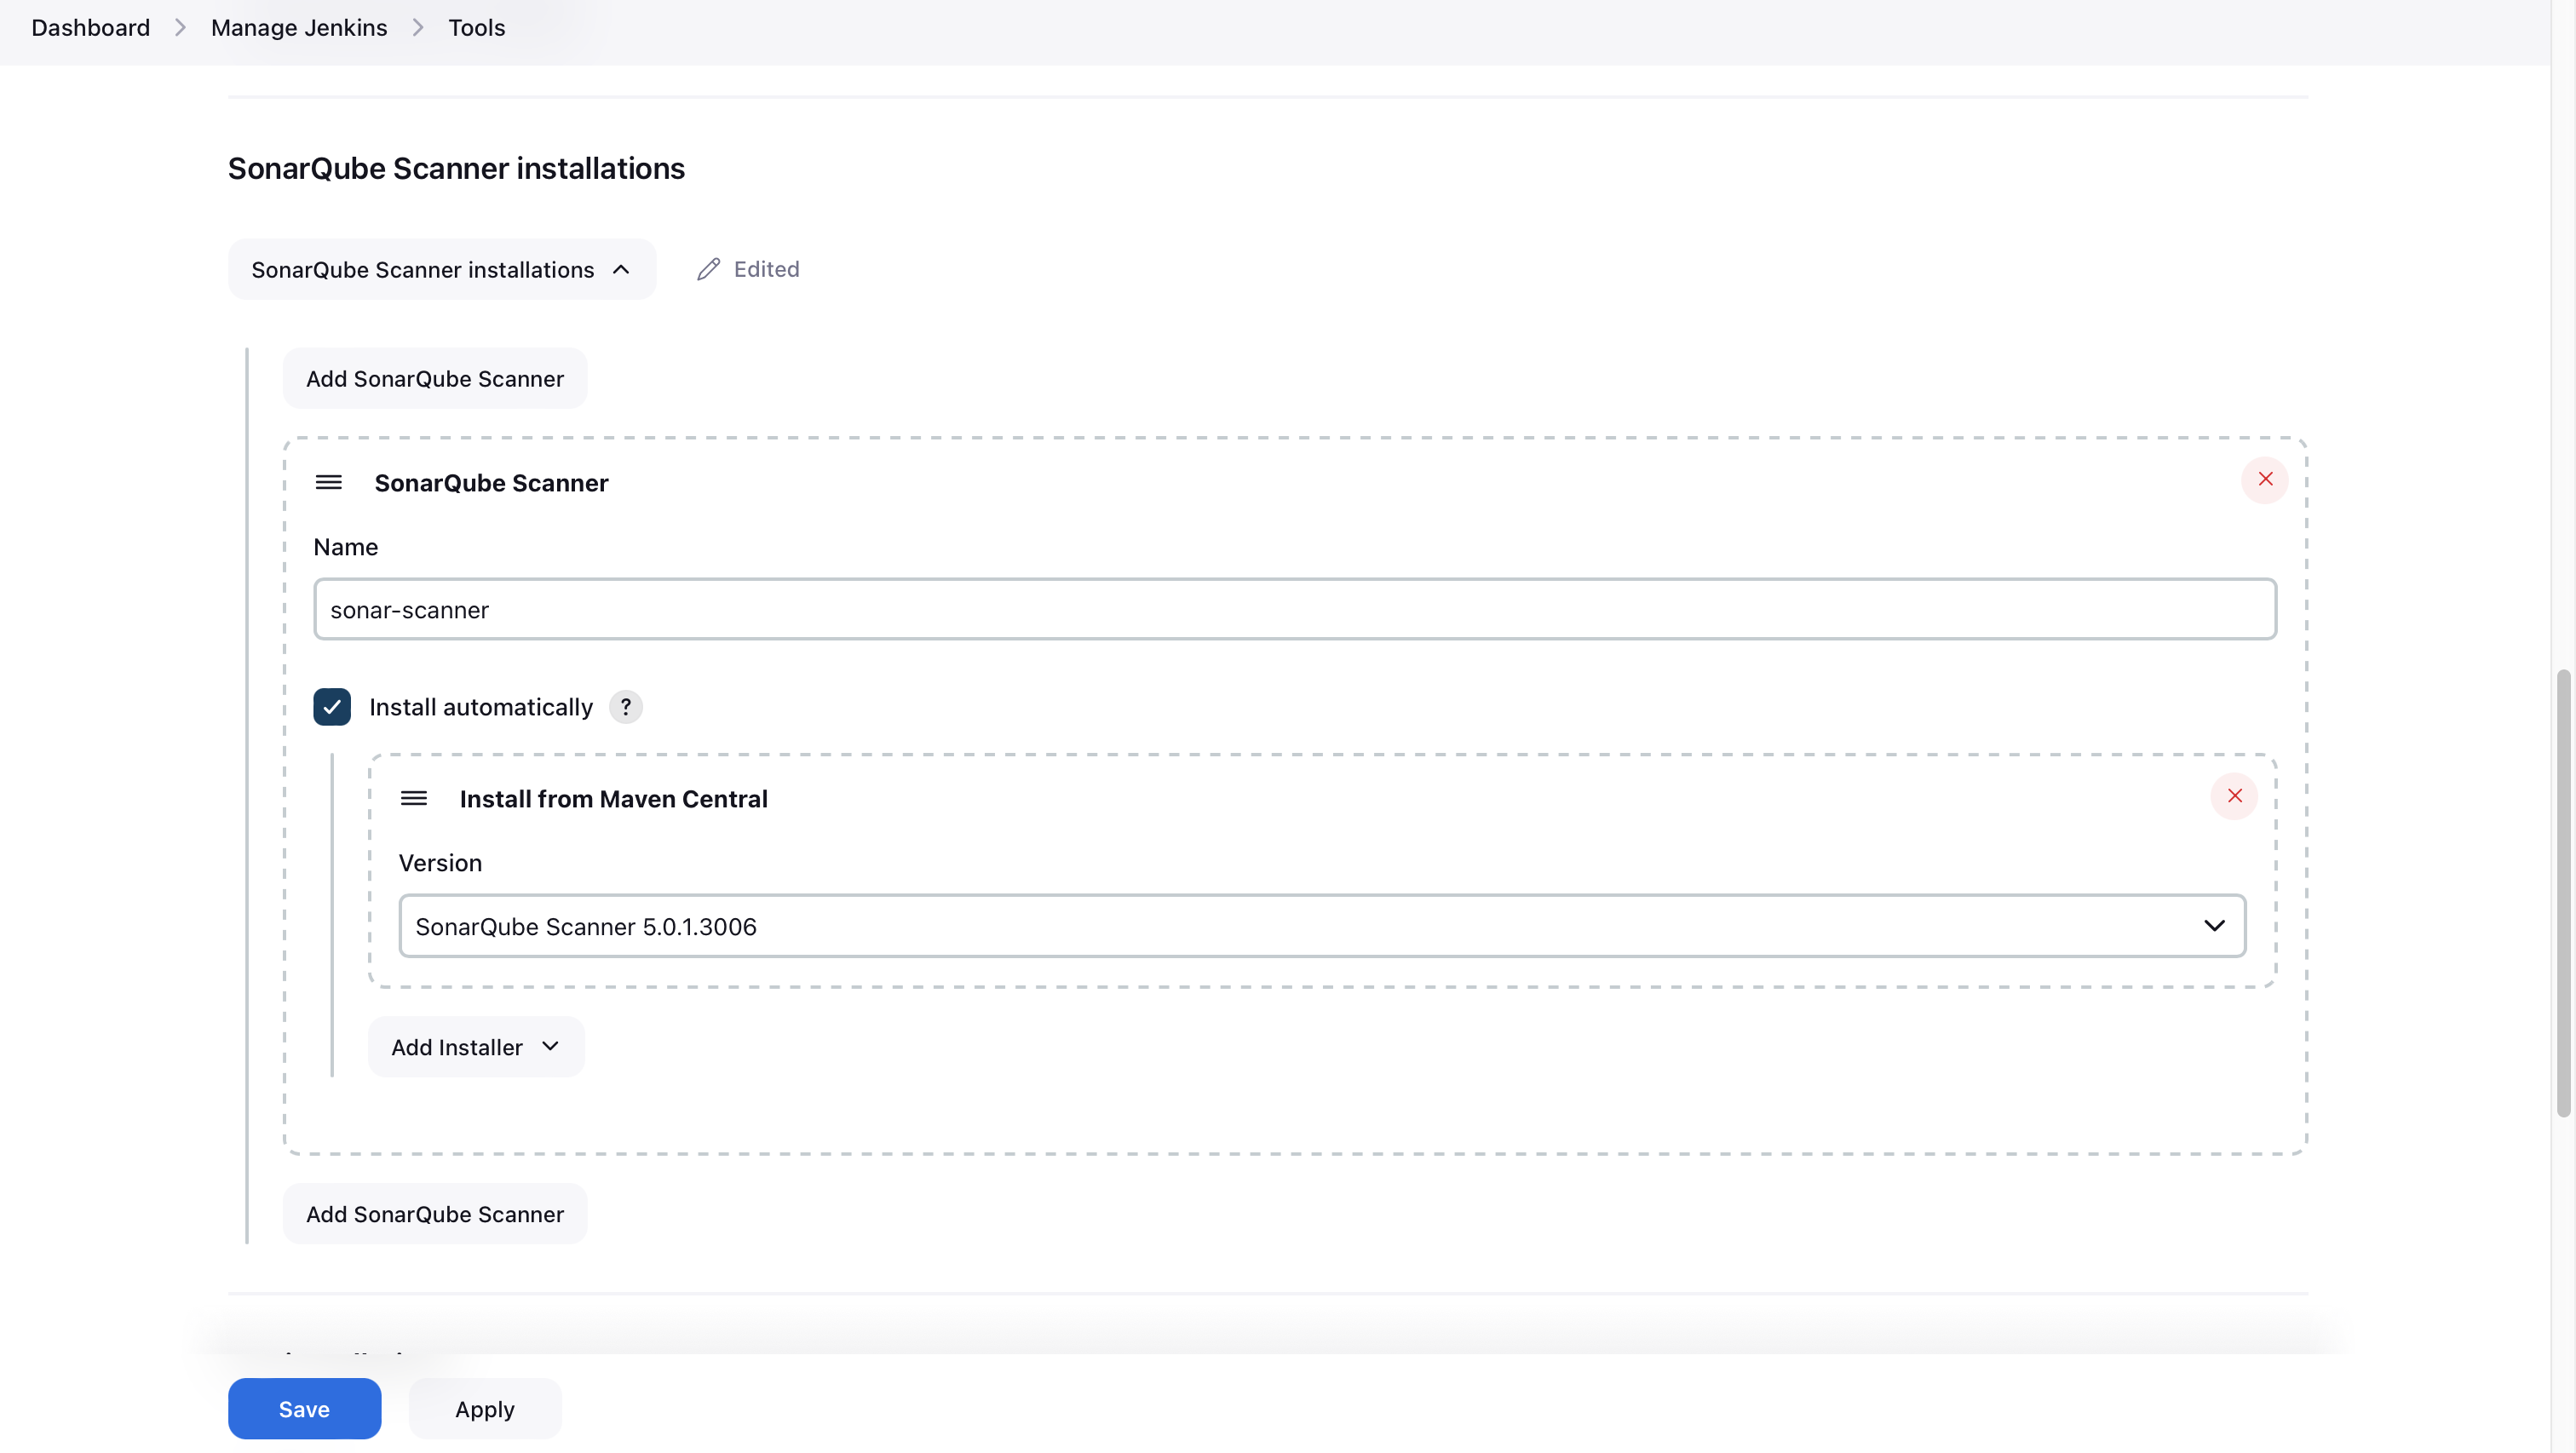 Dashboard > Manage Jenkins > Tools
SonarQube Scanner installations
SonarQube Scanner installations Edited
Add SonarQube Scanner
SonarQube Scanner
Name
sonar-scanner
Install automatically ?
Install from Maven Central
Version
SonarQube Scanner 5.0.1.3006
Add Installer
Add SonarQube Scanner
Save Apply